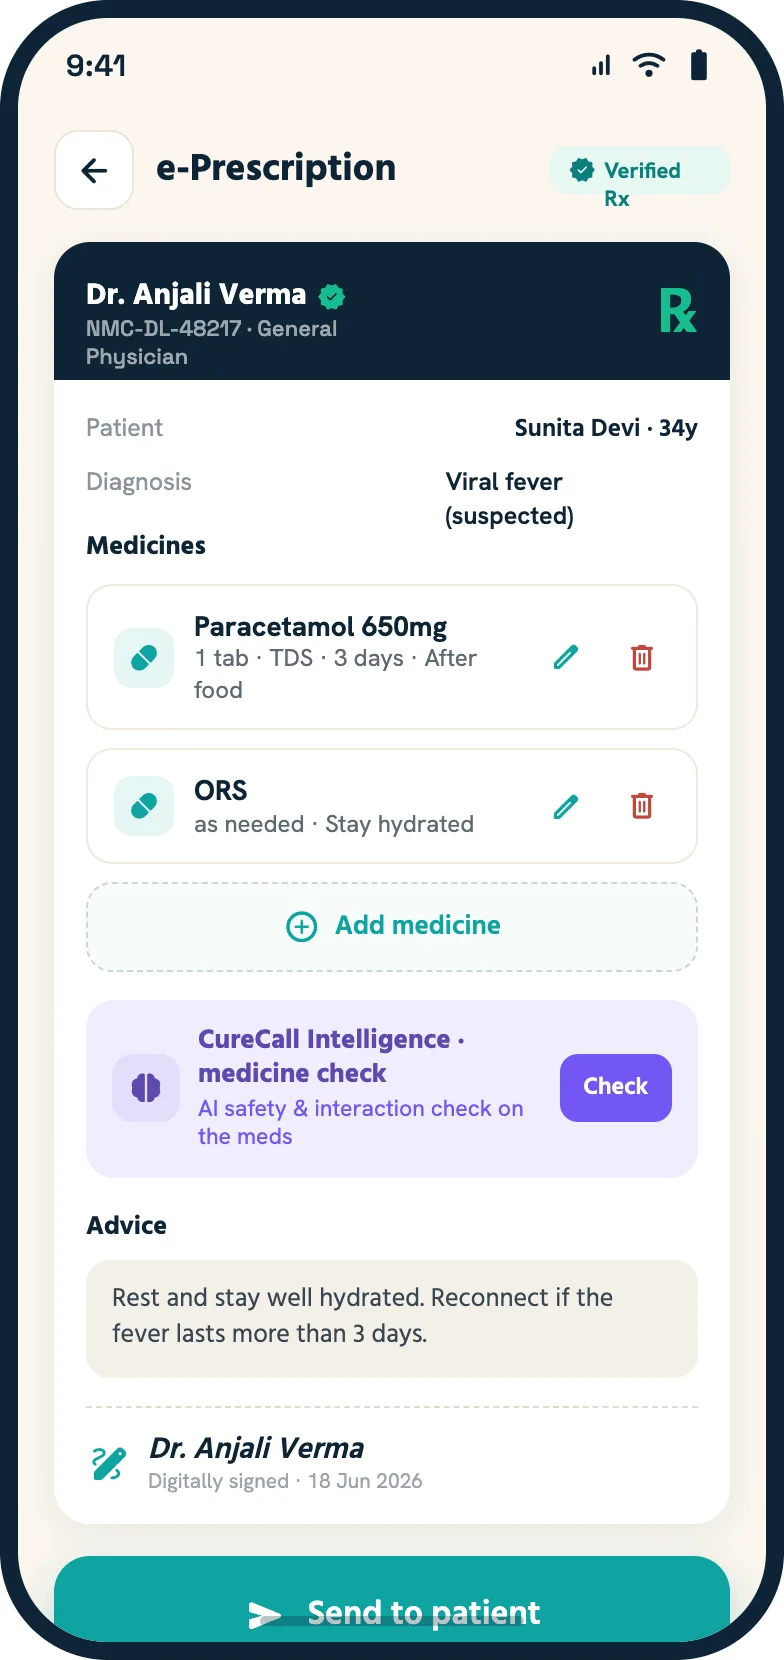 9:41
e-Prescription
Verified
Rx
Dr. Anjali Verma
NMC-DL-48217 · General
Physician
Rx
Patient
Sunita Devi · 34y
Diagnosis
Viral fever
(suspected)
Medicines
Paracetamol 650mg
1 tab · TDS · 3 days · After
food
ORS
as needed · Stay hydrated
Add medicine
CureCall Intelligence ·
medicine check
AI safety & interaction check on
the meds
Check
Advice
Rest and stay well hydrated. Reconnect if the
fever lasts more than 3 days.
Dr. Anjali Verma
Digitally signed · 18 Jun 2026
Send to patient